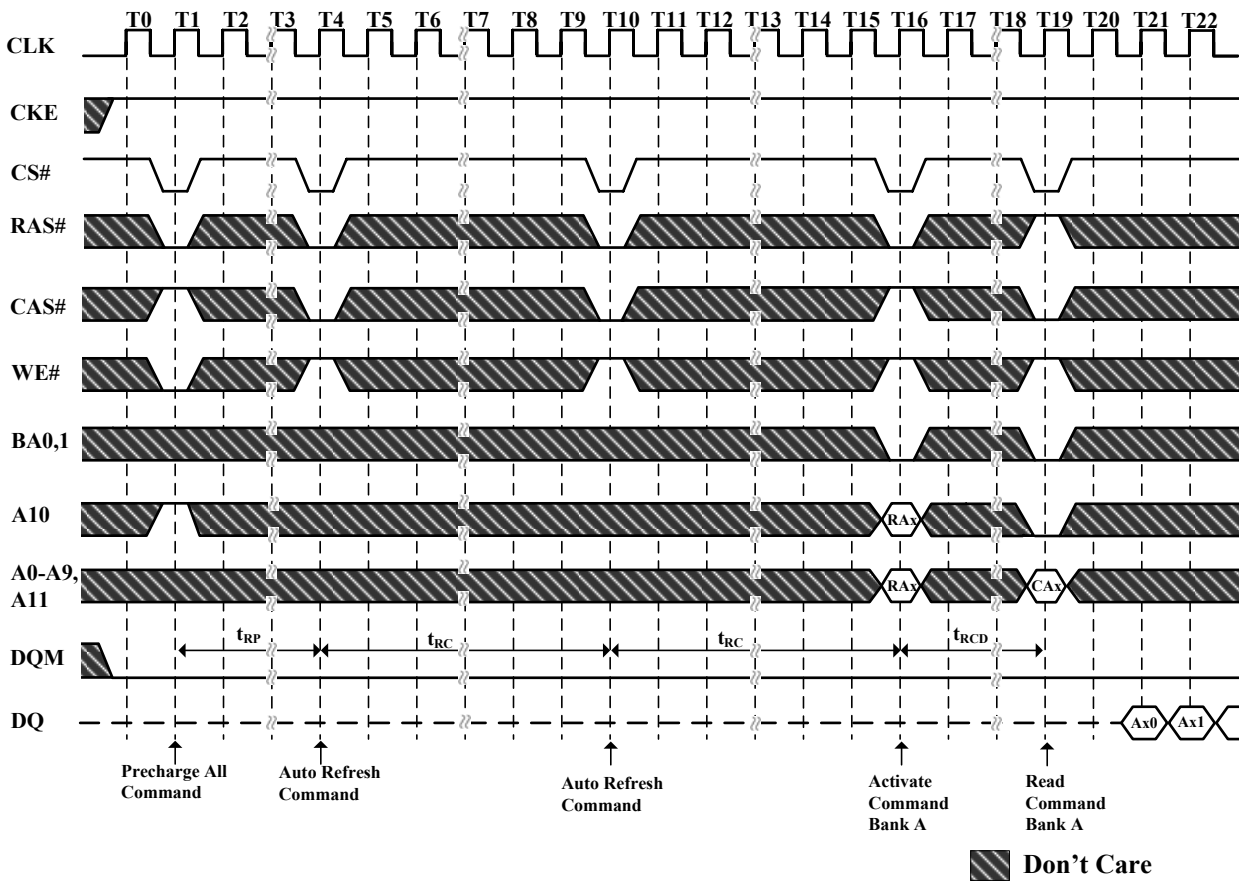 T0 T1 T2 T3 T4 T5 T6 T7 T8 T9 T10 T11 T12 T13 T14 T15 T16 T17 T18 T19 T20 T21 T22
CLK
CKE
CS#
RAS#
CAS#
WE#
BA0,1
A10 RAx
A0-A9,
A11 RAx CAx
tRP tRC tRC tRCD
DQM
DQ Ax0 Ax1
Precharge All
Command
Auto Refresh
Command
Auto Refresh
Command
Activate
Command
Bank A
Read
Command
Bank A
Don't Care